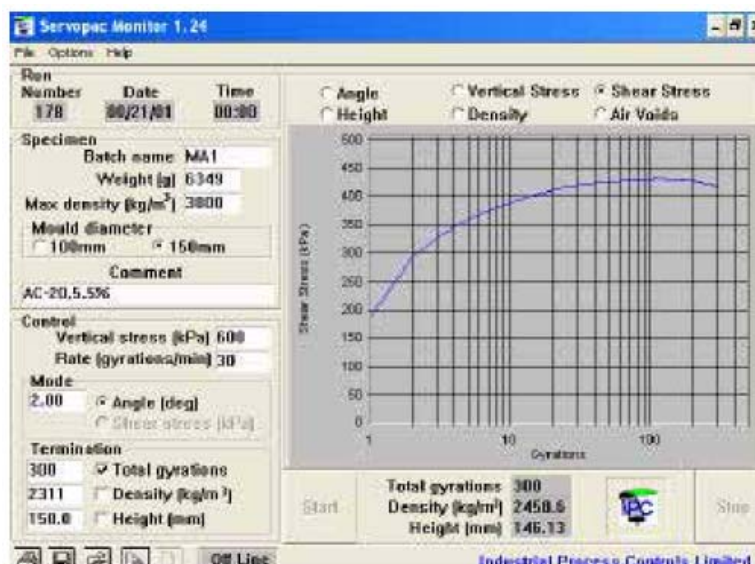 Servopac Monitor 1.24
File Options Help
Run
Number Date Time
178 00/21/01 00:00
Specimen
Batch name MA1
Weight (g) 6349
Max density (kg/m³) 3800
Mould diameter
100mm 150mm
Comment
AC-20,5.5%
Control
Vertical stress (kPa) 600
Rate (gyrations/min) 30
Mode
2.00 Angle (deg)
Shear stress (kPa)
Termination
300 Total gyrations
2311 Density (kg/m³)
150.0 Height (mm)
Off Line
Angle Vertical Stress Shear Stress
Height Density Air Voids
Shear Stress (kPa)
500
450
400
350
300
250
200
150
100
50
0
1 10 100
Gyrations
Start
Total gyrations 300
Density (kg/m³) 2458.6
Height (mm) 146.13
IPC
Stop
Industrial Process Controls Limited